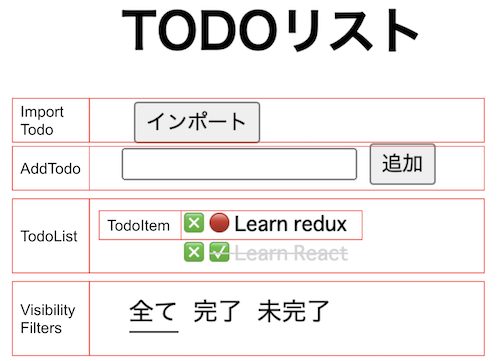 TODOリスト
Import Todo インポート
AddTodo 追加
TodoList TodoItem ❎ 🔴 Learn redux
❎ ✅ Learn React
Visibility Filters 全て 完了 未完了